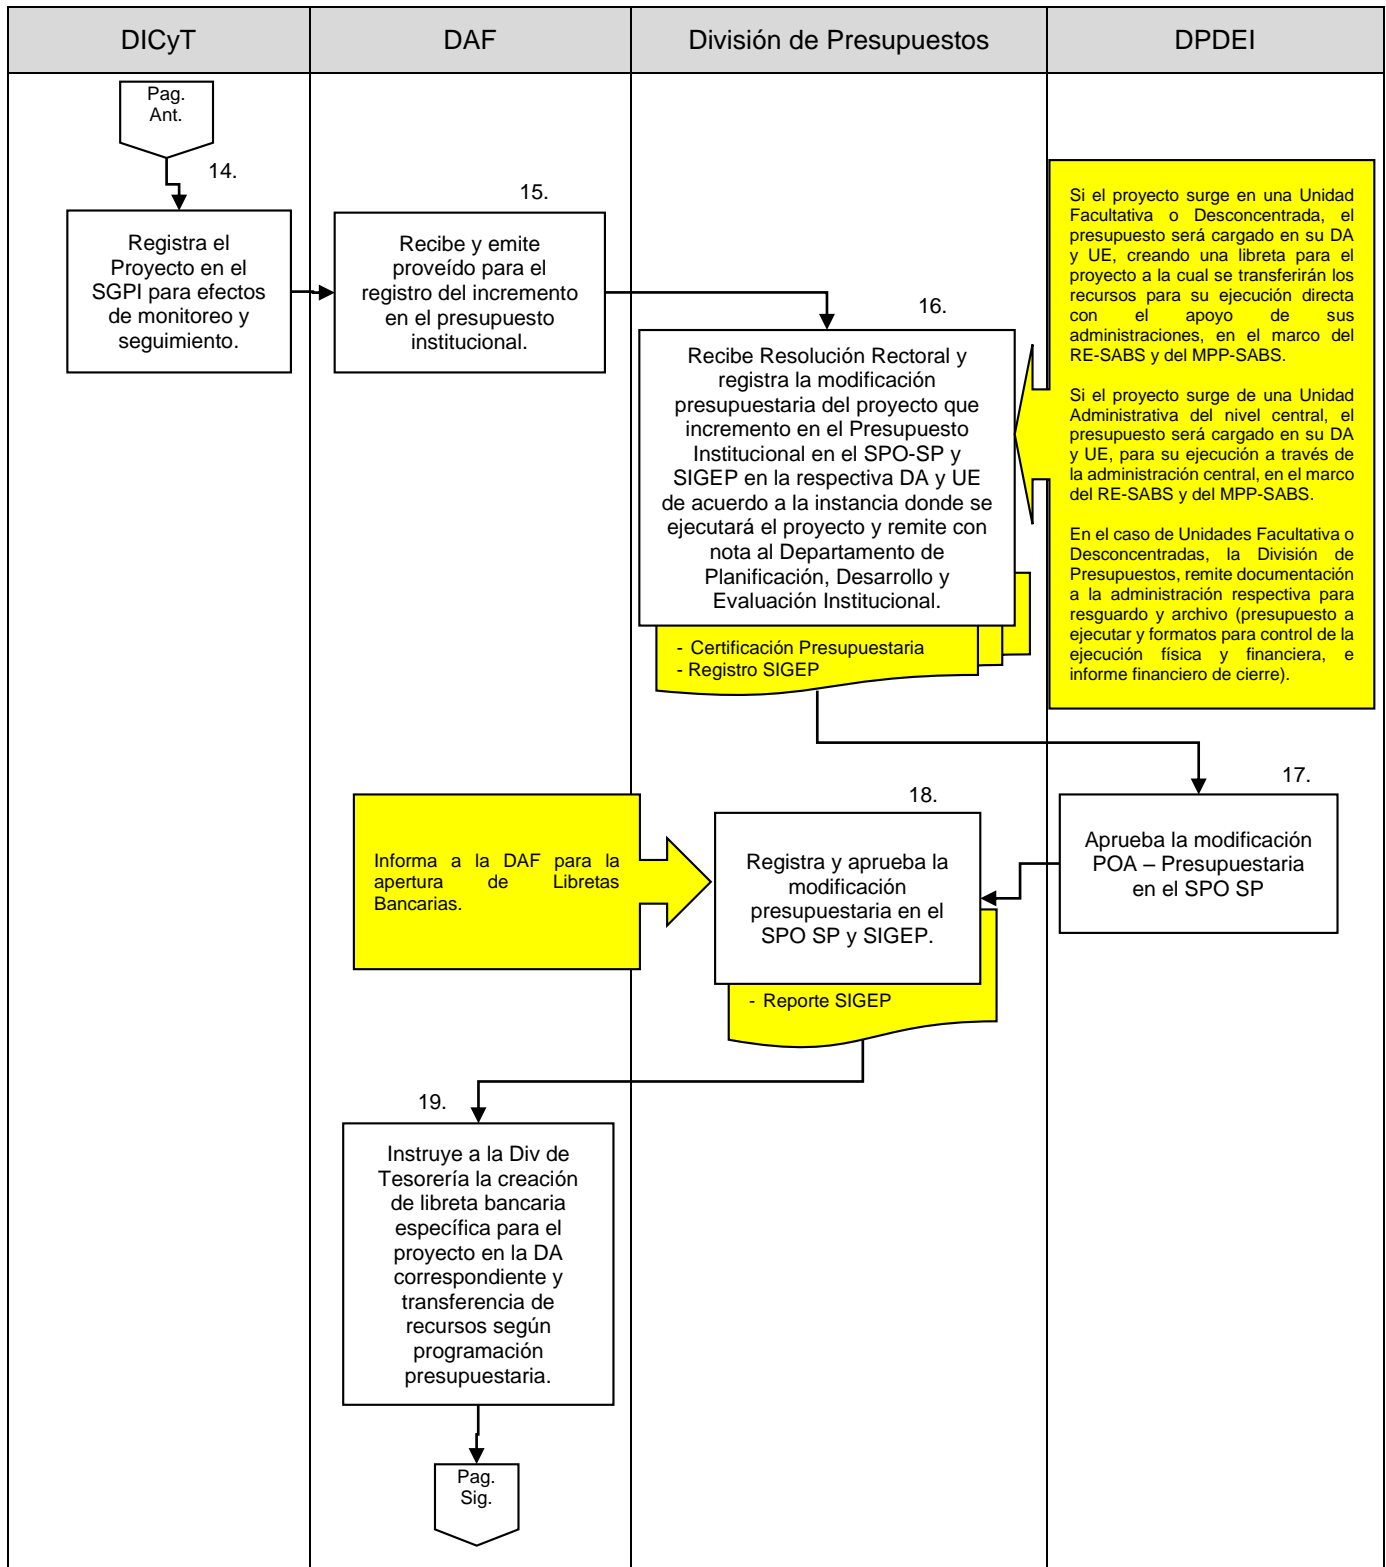 DICyT
DAF
División de Presupuestos
DPDEI
Pag.
Ant.
14.
Registra el
Proyecto en el
SGPI para efectos
de monitoreo y
seguimiento.
15.
Recibe y emite
proveído para el
registro del incremento
en el presupuesto
institucional.
16.
Recibe Resolución Rectoral y
registra la modificación
presupuestaria del proyecto que
incremento en el Presupuesto
Institucional en el SPO-SP y
SIGEP en la respectiva DA y UE
de acuerdo a la instancia donde se
ejecutará el proyecto y remite con
nota al Departamento de
Planificación, Desarrollo y
Evaluación Institucional.
- Certificación Presupuestaria
- Registro SIGEP
Si el proyecto surge en una Unidad
Facultativa o Desconcentrada, el
presupuesto será cargado en su DA
y UE, creando una libreta para el
proyecto a la cual se transferirán los
recursos para su ejecución directa
con el apoyo de sus
administraciones, en el marco del
RE-SABS y del MPP-SABS.
Si el proyecto surge de una Unidad
Administrativa del nivel central, el
presupuesto será cargado en su DA
y UE, para su ejecución a través de
la administración central, en el marco
del RE-SABS y del MPP-SABS.
En el caso de Unidades Facultativa o
Desconcentradas, la División de
Presupuestos, remite documentación
a la administración respectiva para
resguardo y archivo (presupuesto a
ejecutar y formatos para control de la
ejecución física y financiera, e
informe financiero de cierre).
17.
Aprueba la modificación
POA – Presupuestaria
en el SPO SP
18.
Registra y aprueba la
modificación
presupuestaria en el
SPO SP y SIGEP.
- Reporte SIGEP
Informa a la DAF para la
apertura de Libretas
Bancarias.
19.
Instruye a la Div de
Tesorería la creación
de libreta bancaria
específica para el
proyecto en la DA
correspondiente y
transferencia de
recursos según
programación
presupuestaria.
Pag.
Sig.